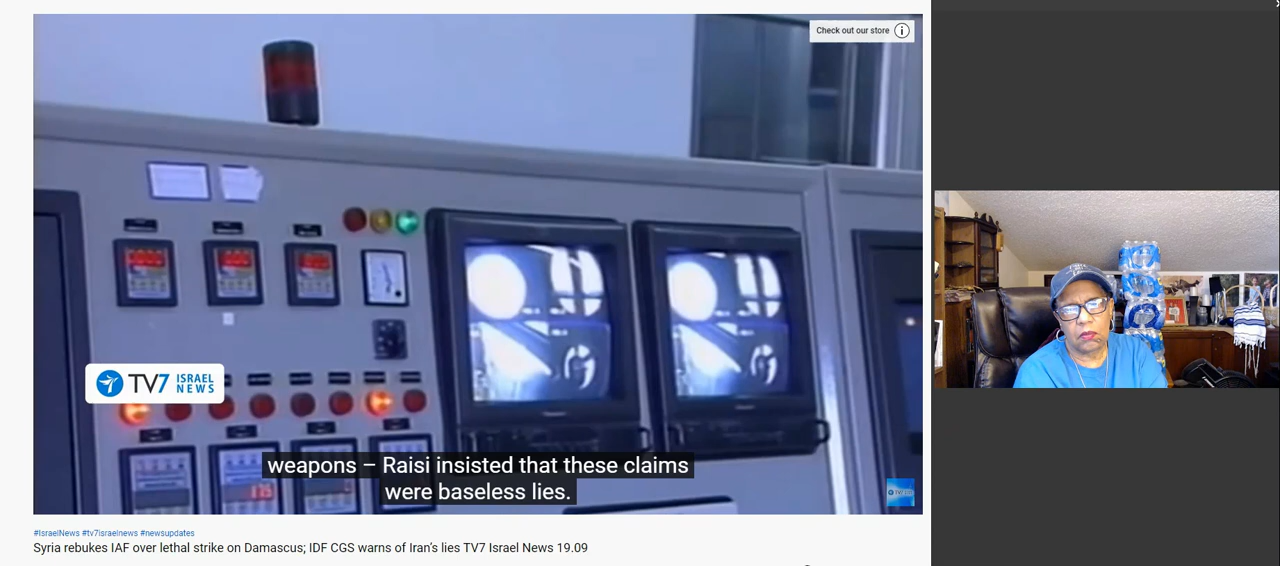 Check out our store
TV7 ISRAEL
NEWS
weapons – Raisi insisted that these claims
were baseless lies.
#IsraelNews #tv7israelnews #newsupdates
Syria rebukes IAF over lethal strike on Damascus; IDF CGS warns of Iran's lies TV7 Israel News 19.09